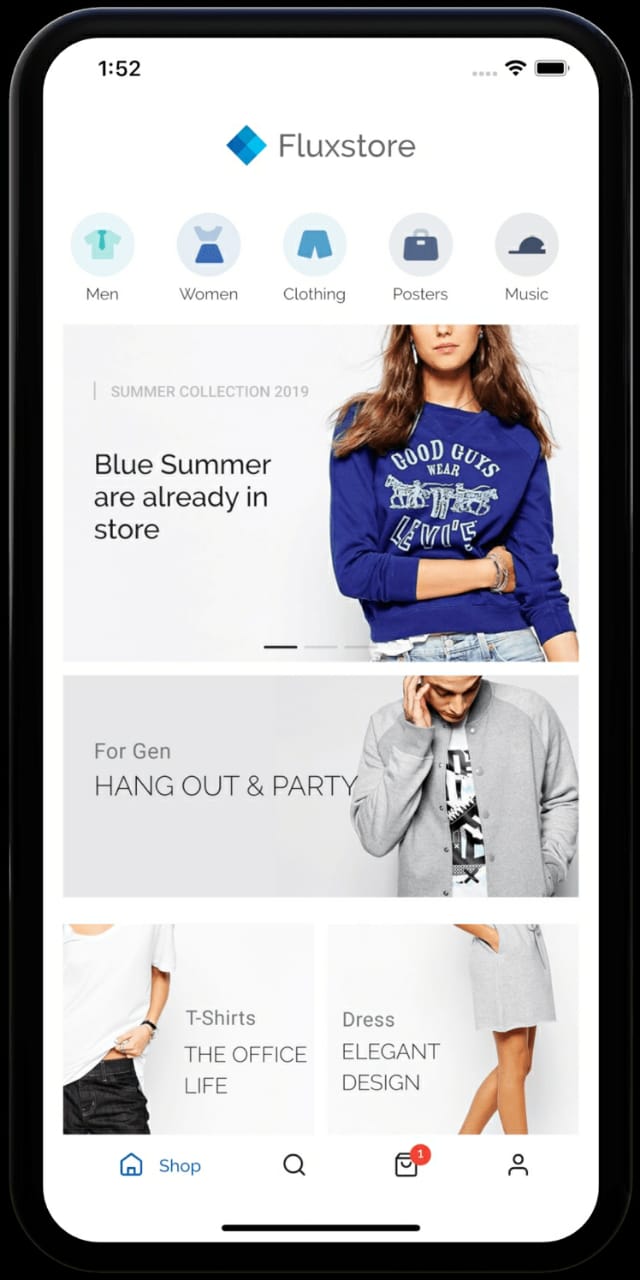 1:52
Fluxstore
Men
Women
Clothing
Posters
Music
SUMMER COLLECTION 2019
Blue Summer
are already in
store
GOOD GUYS
WEAR
LEVI'S
For Gen
HANG OUT & PARTY
T-Shirts
THE OFFICE
LIFE
Dress
ELEGANT
DESIGN
Shop
1